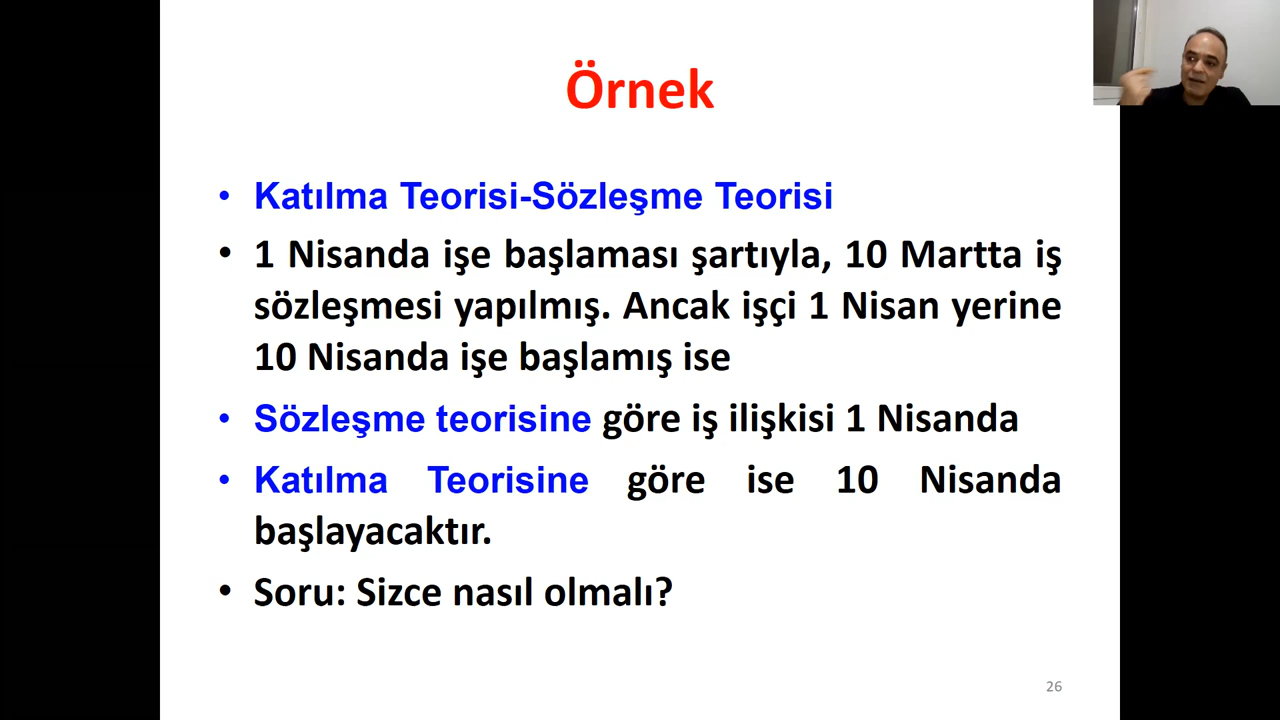 Örnek
• Katılma Teorisi-Sözleşme Teorisi
• 1 Nisanda işe başlaması şartıyla, 10 Martta iş
sözleşmesi yapılmış. Ancak işçi 1 Nisan yerine
10 Nisanda işe başlamış ise
• Sözleşme teorisine göre iş ilişkisi 1 Nisanda
• Katılma Teorisine göre ise 10 Nisanda
başlayacaktır.
• Soru: Sizce nasıl olmalı?
26